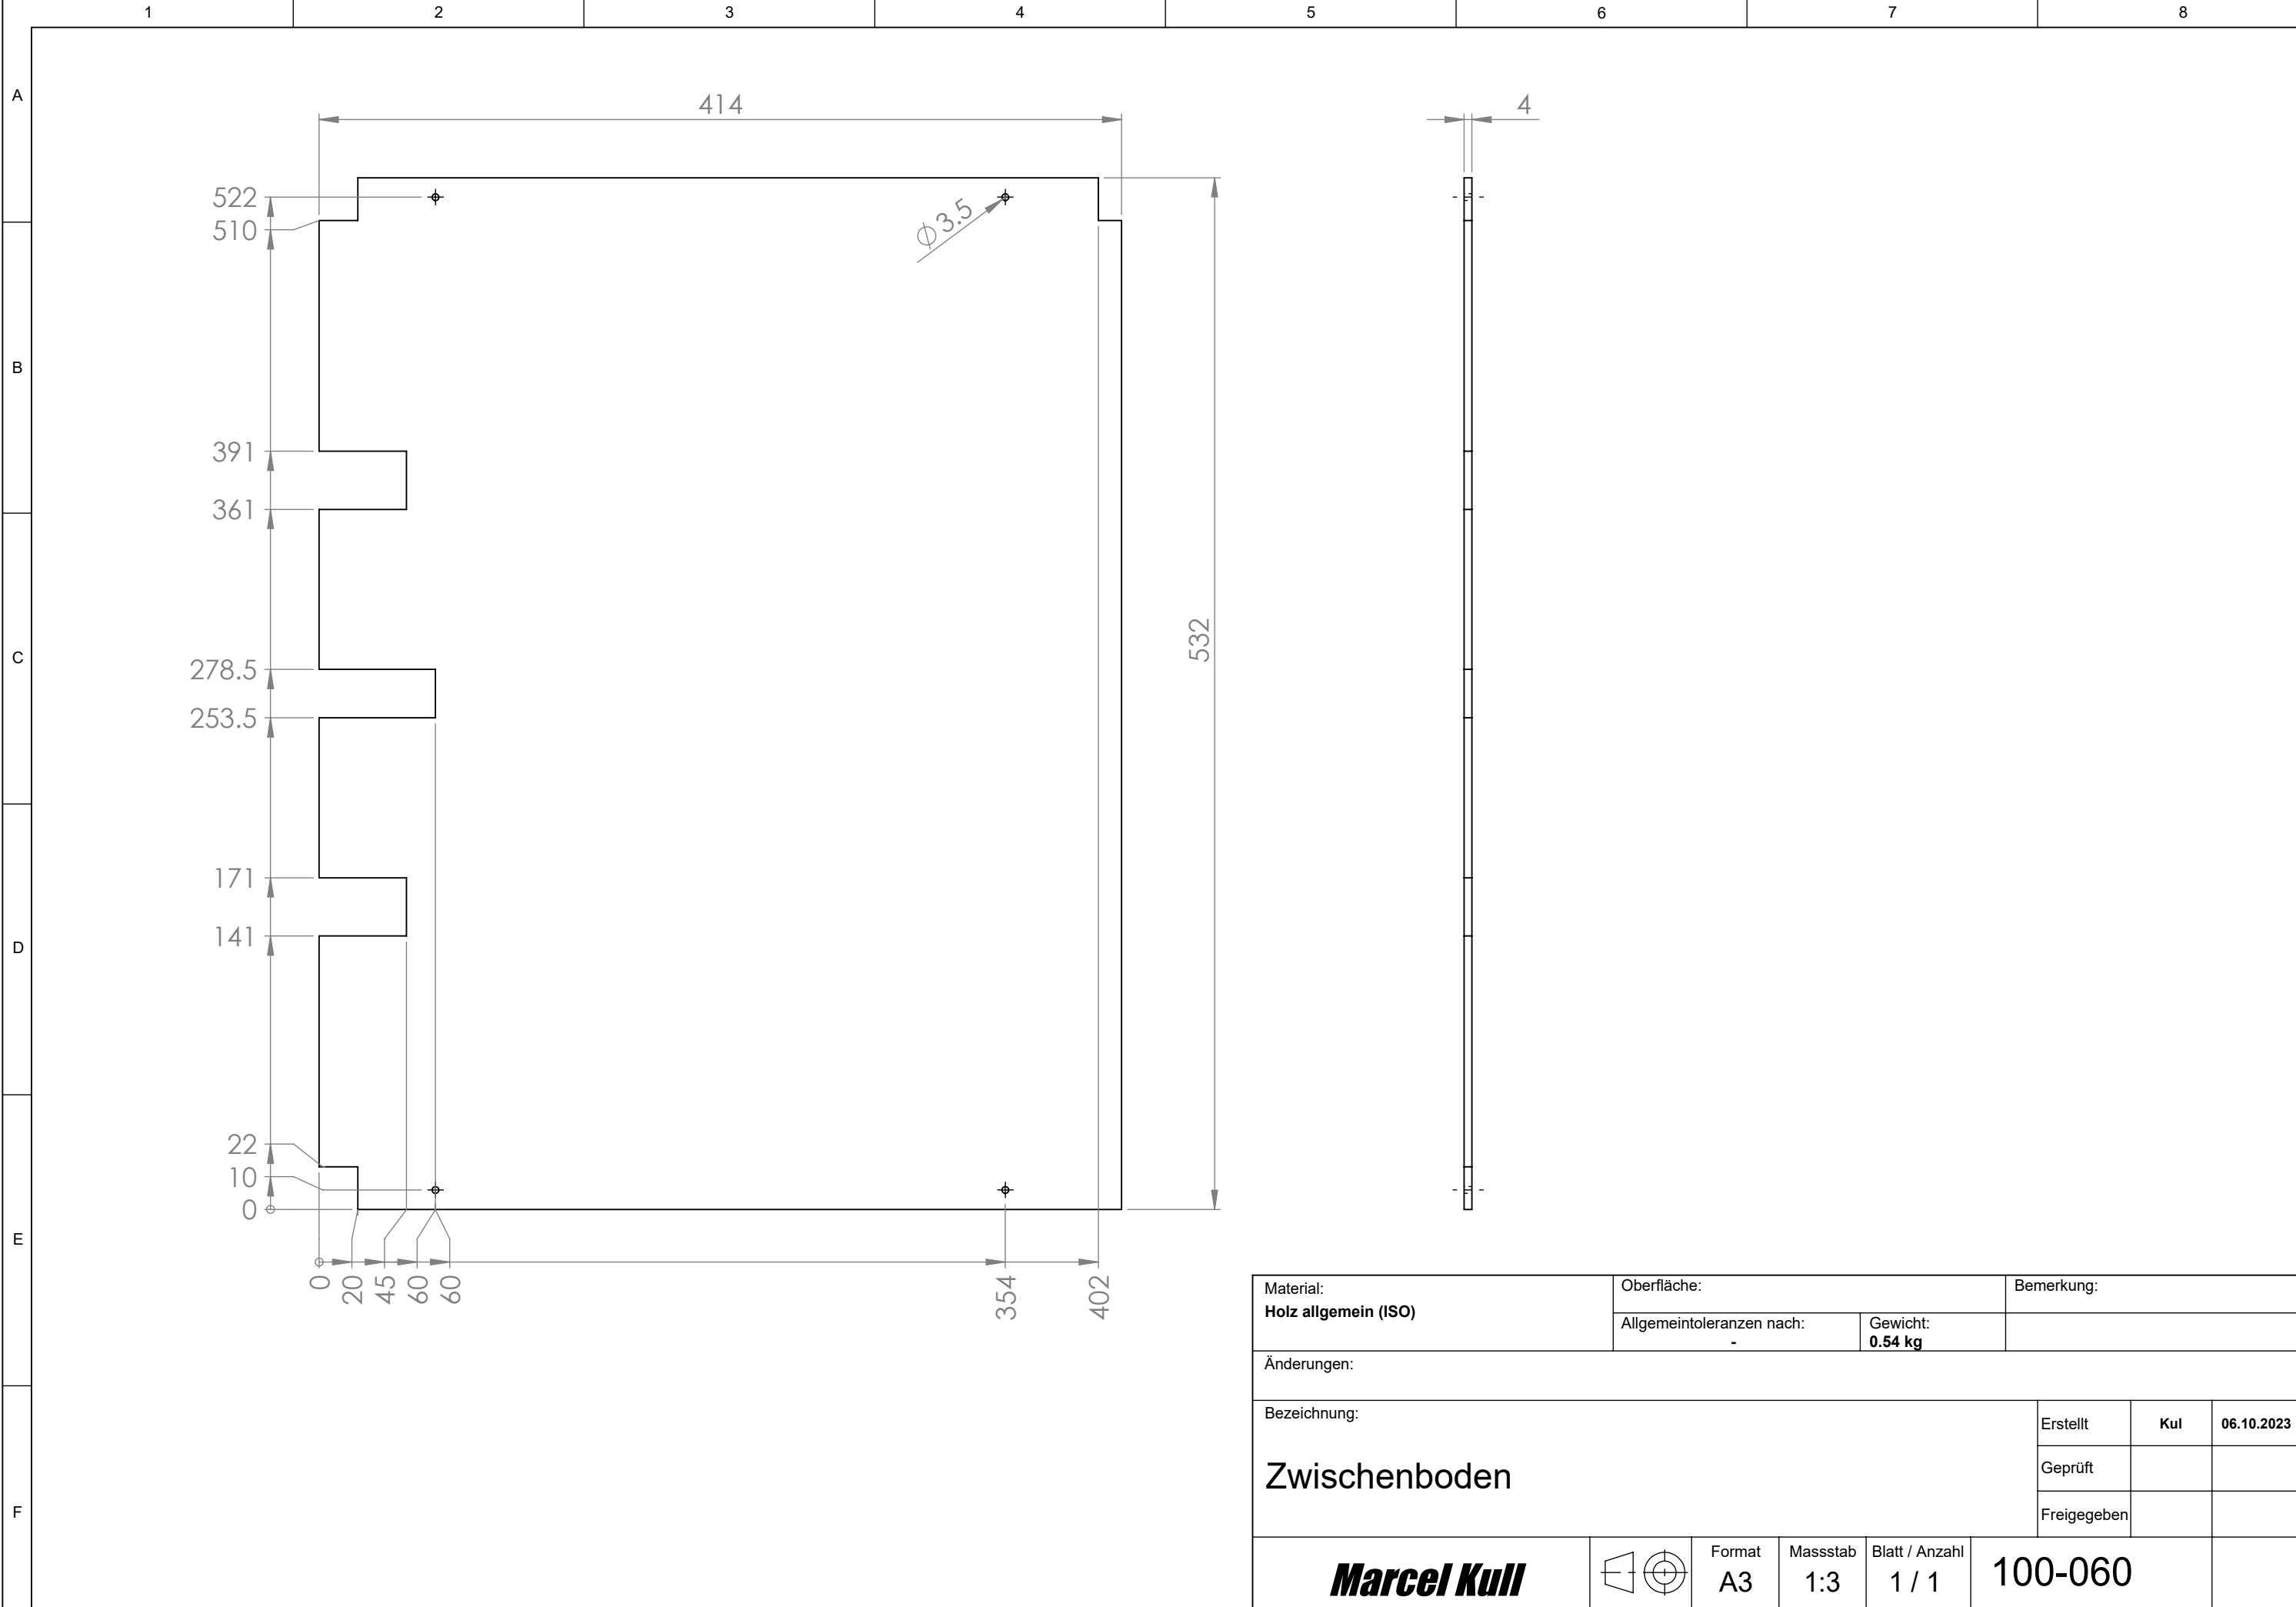 1 2 3 4 5 6 7 8
A
B
C
D
E
F
414
4
522
510
⌀3.5
391
361
532
278.5
253.5
171
141
22
10
0
0 20 45 60 60 354 402
Material:
Holz allgemein (ISO)
Oberfläche:
Bemerkung:
Allgemeintoleranzen nach:
-
Gewicht:
0.54 kg
Änderungen:
Bezeichnung:
Zwischenboden
Erstellt Kul 06.10.2023
Geprüft
Freigegeben
Marcel Kull
Format
A3
Massstab
1:3
Blatt / Anzahl
1 / 1
100-060